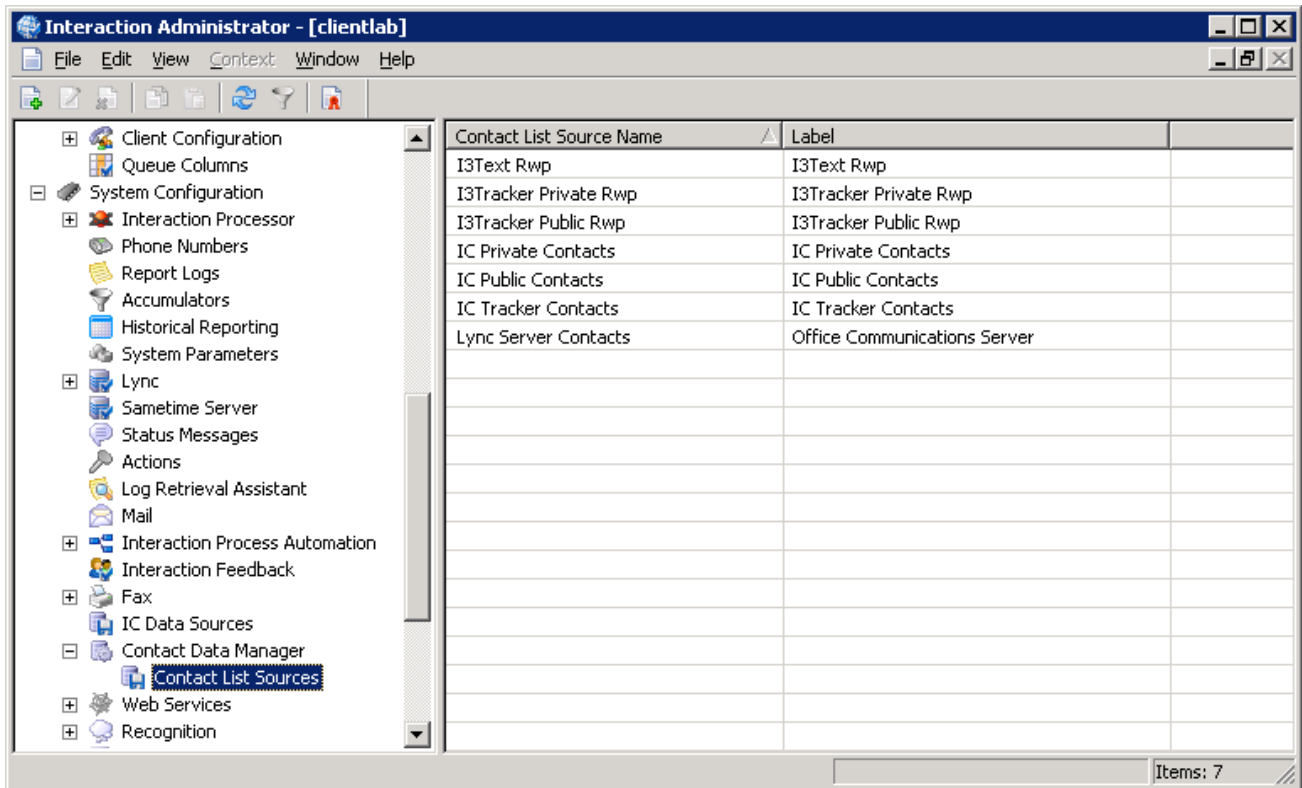 Interaction Administrator - [clientlab]
File Edit View Context Window Help
Client Configuration
Queue Columns
System Configuration
Interaction Processor
Phone Numbers
Report Logs
Accumulators
Historical Reporting
System Parameters
Lync
Sametime Server
Status Messages
Actions
Log Retrieval Assistant
Mail
Interaction Process Automation
Interaction Feedback
Fax
IC Data Sources
Contact Data Manager
Contact List Sources
Web Services
Recognition
Contact List Source Name Label
I3Text Rwp I3Text Rwp
I3Tracker Private Rwp I3Tracker Private Rwp
I3Tracker Public Rwp I3Tracker Public Rwp
IC Private Contacts IC Private Contacts
IC Public Contacts IC Public Contacts
IC Tracker Contacts IC Tracker Contacts
Lync Server Contacts Office Communications Server
Items: 7